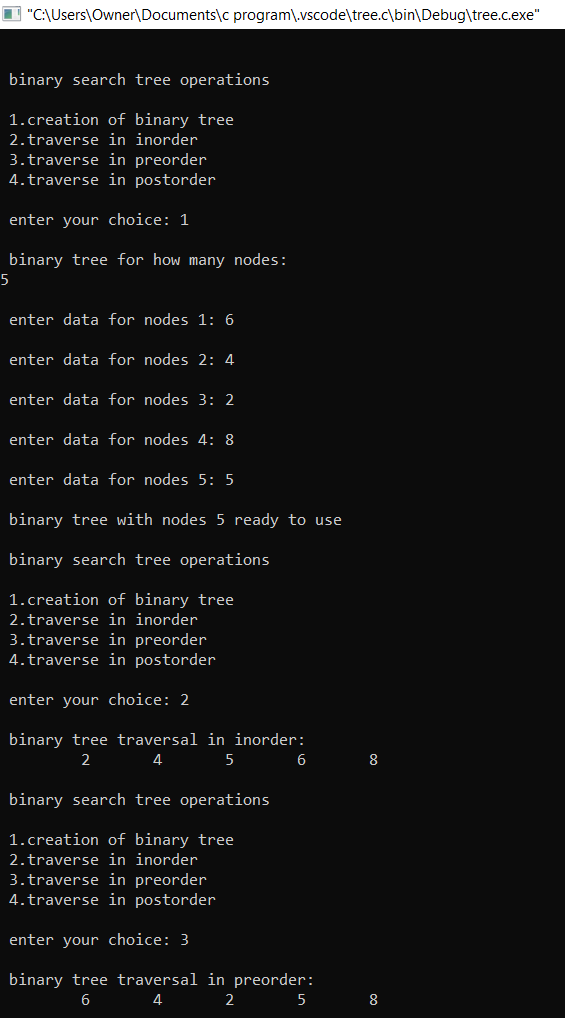 "C:\Users\Owner\Documents\c program\.vscode\tree.c\bin\Debug\tree.c.exe"
binary search tree operations
1.creation of binary tree
2.traverse in inorder
3.traverse in preorder
4.traverse in postorder
enter your choice: 1
binary tree for how many nodes:
5
enter data for nodes 1: 6
enter data for nodes 2: 4
enter data for nodes 3: 2
enter data for nodes 4: 8
enter data for nodes 5: 5
binary tree with nodes 5 ready to use
binary search tree operations
1.creation of binary tree
2.traverse in inorder
3.traverse in preorder
4.traverse in postorder
enter your choice: 2
binary tree traversal in inorder:
2 4 5 6 8
binary search tree operations
1.creation of binary tree
2.traverse in inorder
3.traverse in preorder
4.traverse in postorder
enter your choice: 3
binary tree traversal in preorder:
6 4 2 5 8